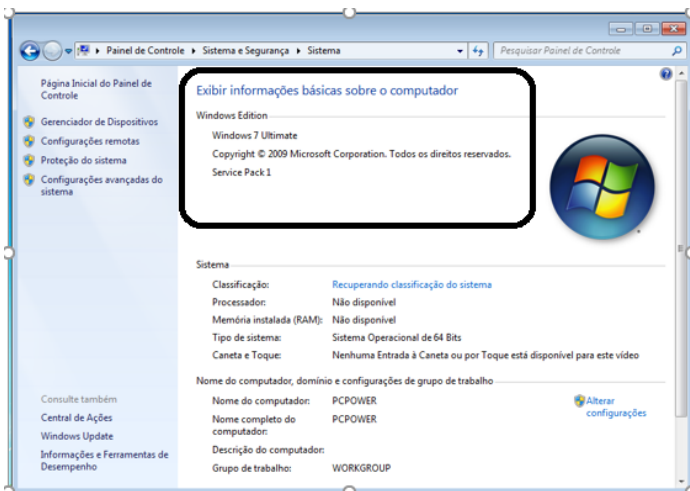 Painel de Controle ▸ Sistema e Segurança ▸ Sistema
Pesquisar Painel de Controle
Página Inicial do Painel de
Controle
Gerenciador de Dispositivos
Configurações remotas
Proteção do sistema
Configurações avançadas do
sistema
Exibir informações básicas sobre o computador
Windows Edition
Windows 7 Ultimate
Copyright © 2009 Microsoft Corporation. Todos os direitos reservados.
Service Pack 1
Sistema
Classificação: Recuperando classificação do sistema
Processador: Não disponível
Memória instalada (RAM): Não disponível
Tipo de sistema: Sistema Operacional de 64 Bits
Caneta e Toque: Nenhuma Entrada à Caneta ou por Toque está disponível para este vídeo
Nome do computador, domínio e configurações de grupo de trabalho
Nome do computador: PCPOWER
Alterar
configurações
Nome completo do
computador: PCPOWER
Descrição do computador:
Grupo de trabalho: WORKGROUP
Consulte também
Central de Ações
Windows Update
Informações e Ferramentas de
Desempenho